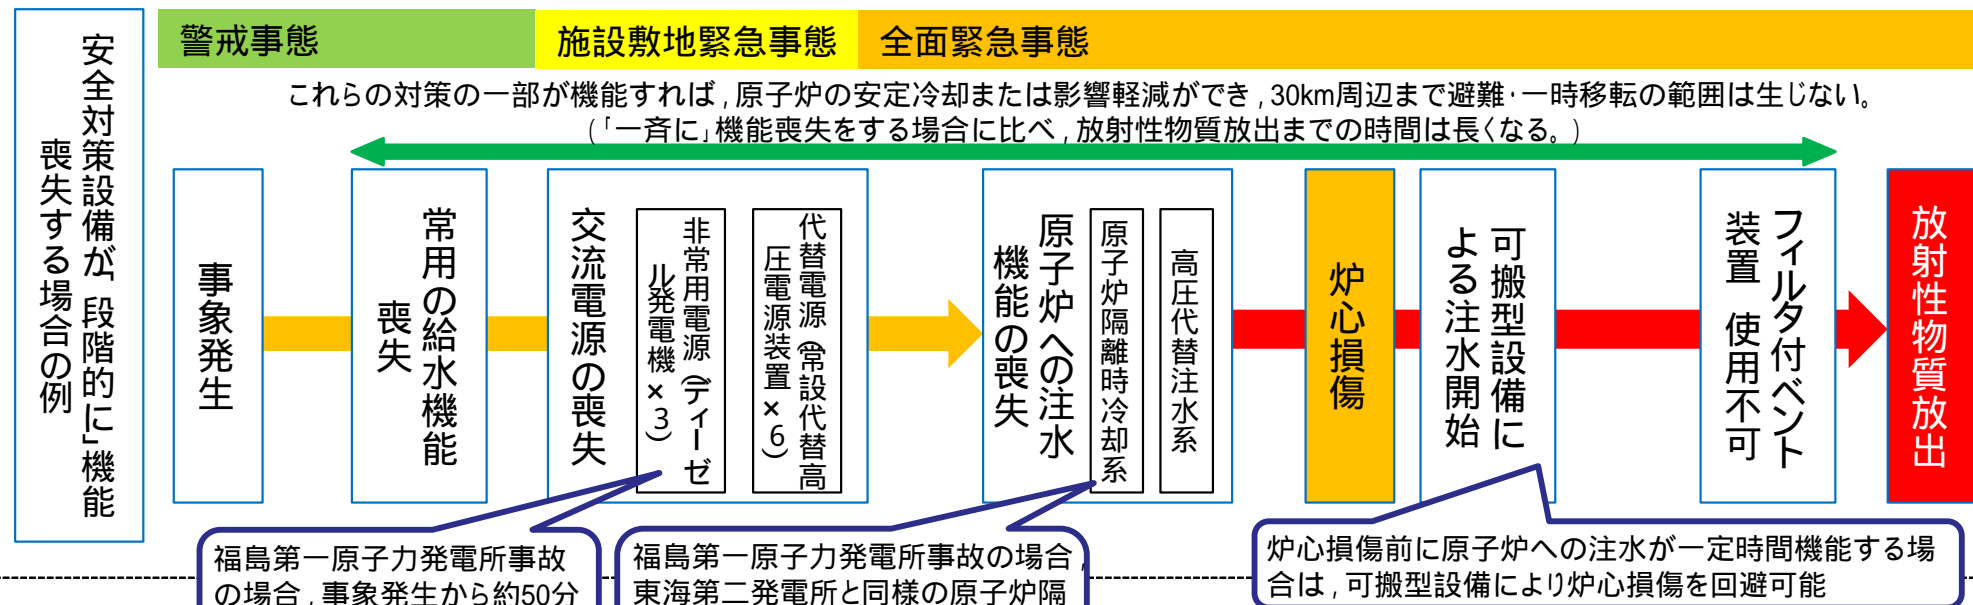 安全対策設備が,「段階的に」機能
喪失する場合の例
警戒事態
施設敷地緊急事態
全面緊急事態
これらの対策の一部が機能すれば,原子炉の安定冷却または影響軽減ができ,30km周辺まで避難・一時移転の範囲は生じない。
(「一斉に」機能喪失をする場合に比べ,放射性物質放出までの時間は長くなる。)
事象発生
常用の給水機能
喪失
交流電源の喪失
非常用電源(ディーゼ
ル発電機×3)
代替電源(常設代替高
圧電源装置×6)
原子炉への注水
機能の喪失
原子炉隔離時冷却系
高圧代替注水系
炉心損傷
可搬型設備に
よる注水開始
フィルタ付ベント
装置 使用不可
放射性物質放出
福島第一原子力発電所事故
の場合,事象発生から約50分
福島第一原子力発電所事故の場合,
東海第二発電所と同様の原子炉隔
炉心損傷前に原子炉への注水が一定時間機能する場
合は,可搬型設備により炉心損傷を回避可能